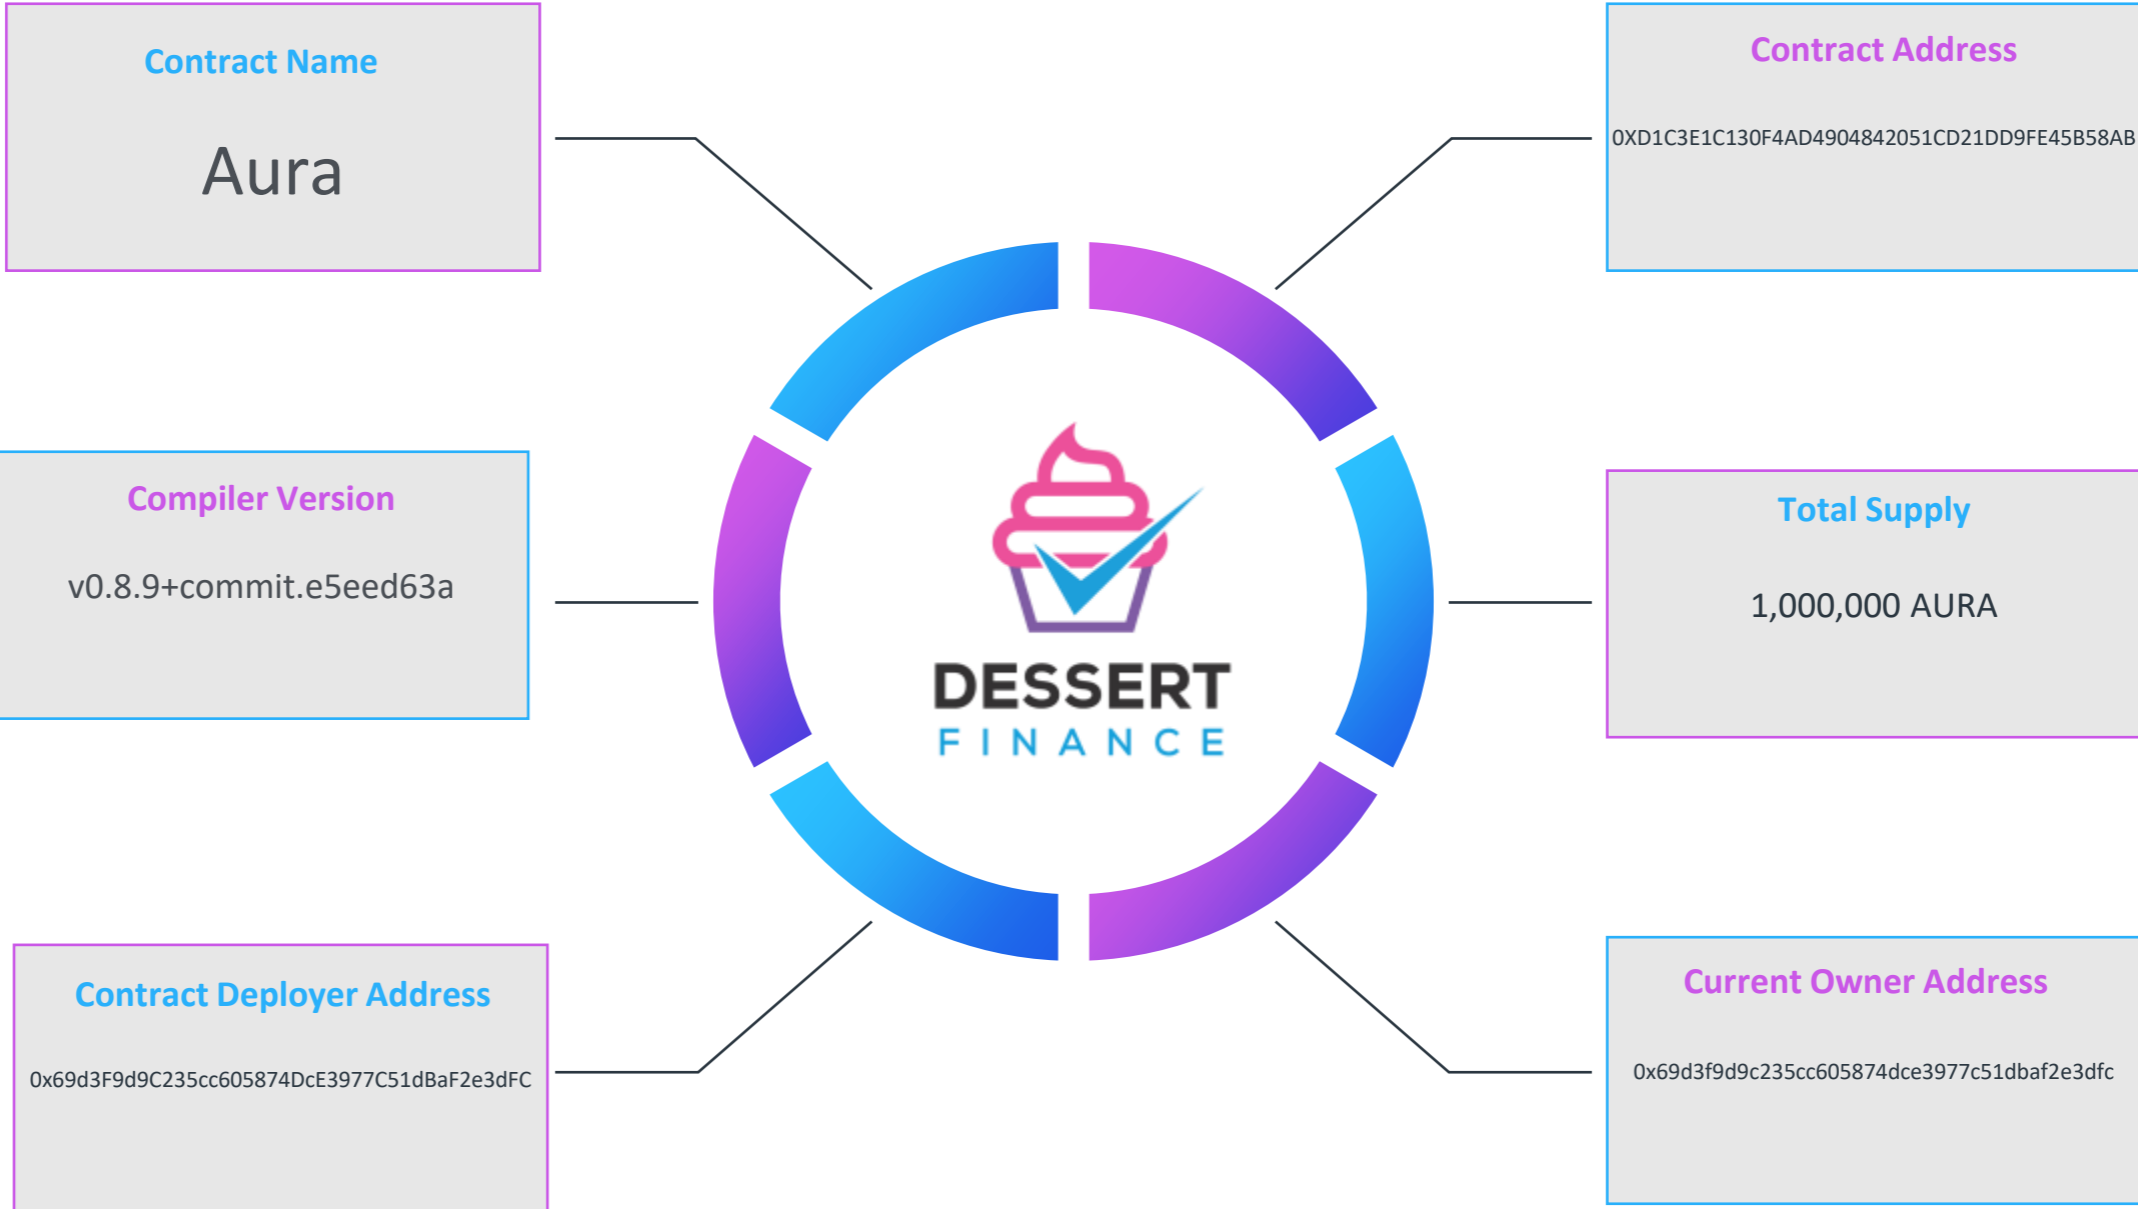 Contract Name
Aura
Contract Address
0XD1C3E1C130F4AD4904842051CD21DD9FE45B58AB
Compiler Version
v0.8.9+commit.e5eed63a
Total Supply
1,000,000 AURA
DESSERT
FINANCE
Contract Deployer Address
0x69d3F9d9C235cc605874DcE3977C51dBaF2e3dFC
Current Owner Address
0x69d3f9d9c235cc605874dce3977c51dbaf2e3dfc